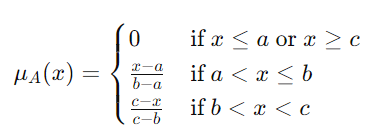 μ_A(x) = { 0 if x ≤ a or x ≥ c
(x−a)/(b−a) if a < x ≤ b
(c−x)/(c−b) if b < x < c